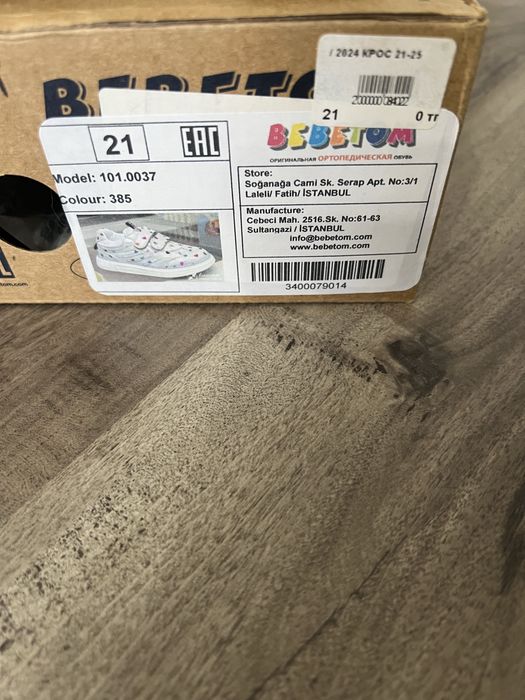 BEBETOM
/ 2024 КРОС 21-25
2000000 094022
21 0 тг
21
EAC
BEBETOM
ОРИГИНАЛЬНАЯ ОРТОПЕДИЧЕСКАЯ ОБУВЬ
Model: 101.0037
Colour: 385
Store:
Soğanağa Cami Sk. Serap Apt. No:3/1
Laleli/ Fatih/ İSTANBUL
Manufacture:
Cebeci Mah. 2516.Sk. No:61-63
Sultangazi / İSTANBUL
info@bebetom.com
www.bebetom.com
3400079014